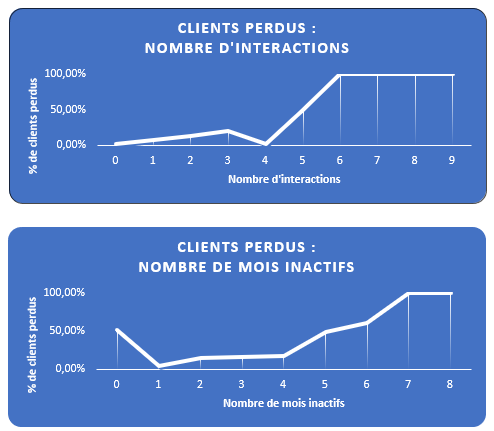 CLIENTS PERDUS :
NOMBRE D'INTERACTIONS
% de clients perdus
100,00%
50,00%
0,00%
0 1 2 3 4 5 6 7 8 9
Nombre d'interactions
CLIENTS PERDUS :
NOMBRE DE MOIS INACTIFS
% de clients perdus
100,00%
50,00%
0,00%
0 1 2 3 4 5 6 7 8
Nombre de mois inactifs